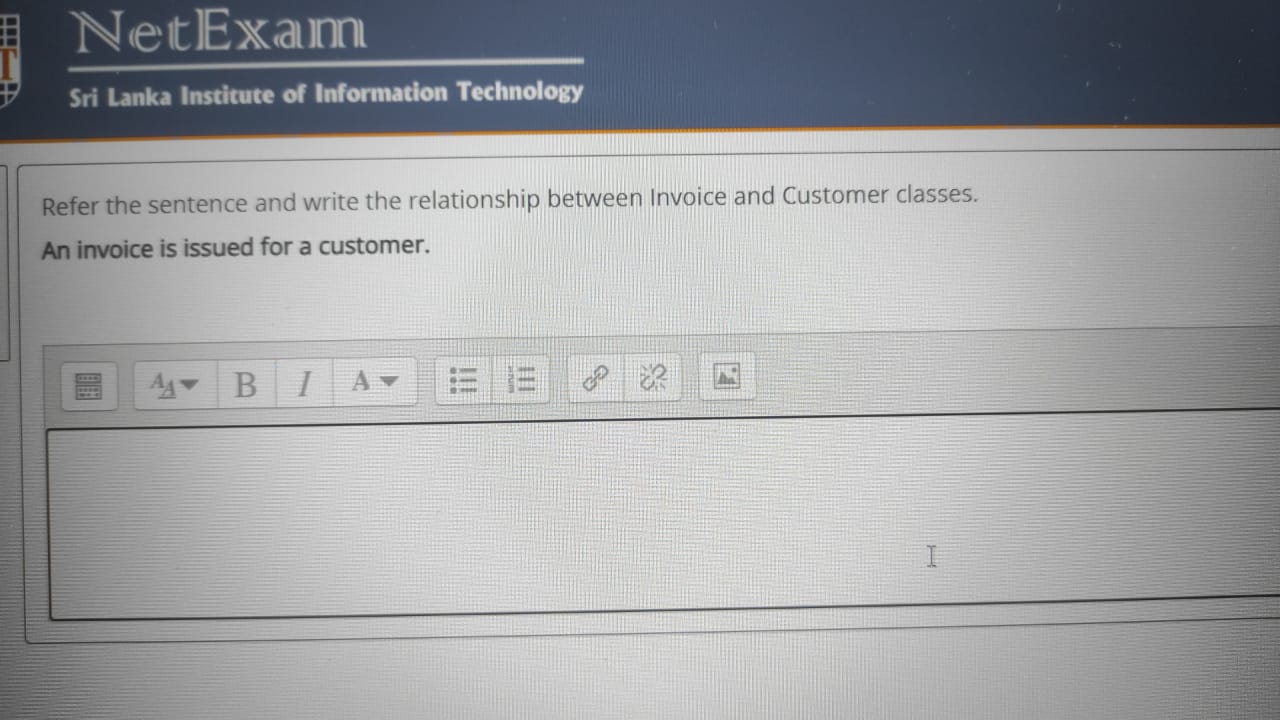 NetExam
Sri Lanka Institute of Information Technology
Refer the sentence and write the relationship between Invoice and Customer classes.
An invoice is issued for a customer.
B I A